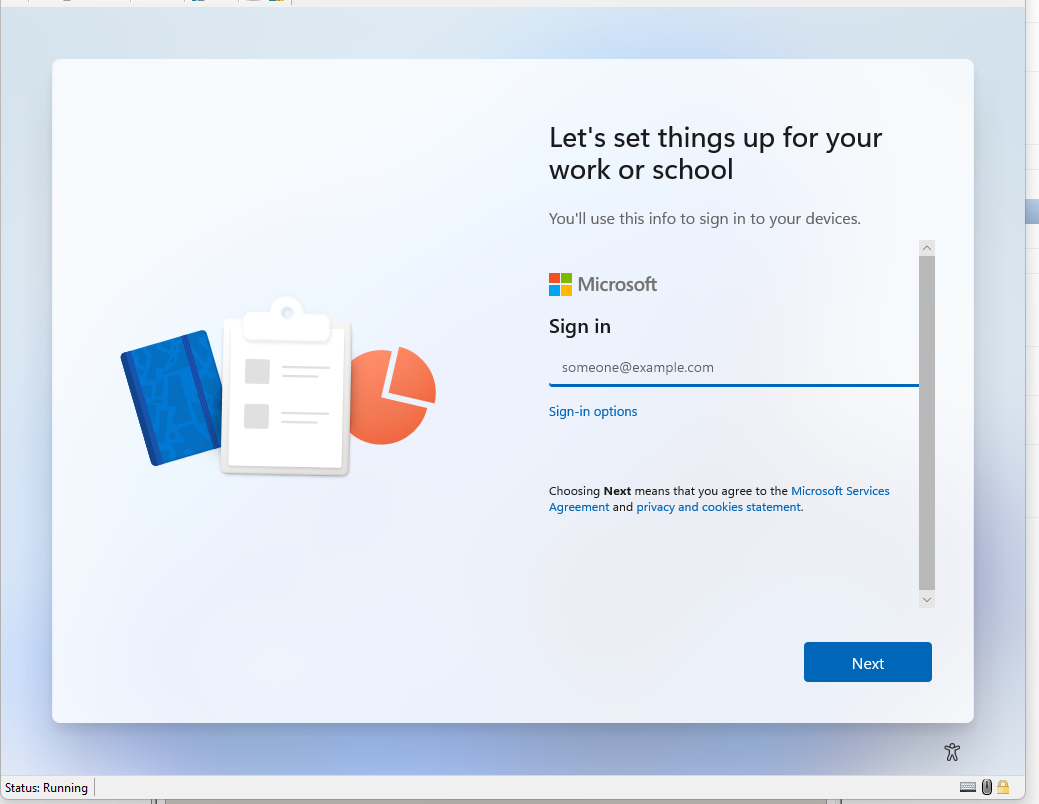 Let's set things up for your
work or school
You'll use this info to sign in to your devices.
Microsoft
Sign in
someone@example.com
Sign-in options
Choosing Next means that you agree to the Microsoft Services
Agreement and privacy and cookies statement.
Next
Status: Running